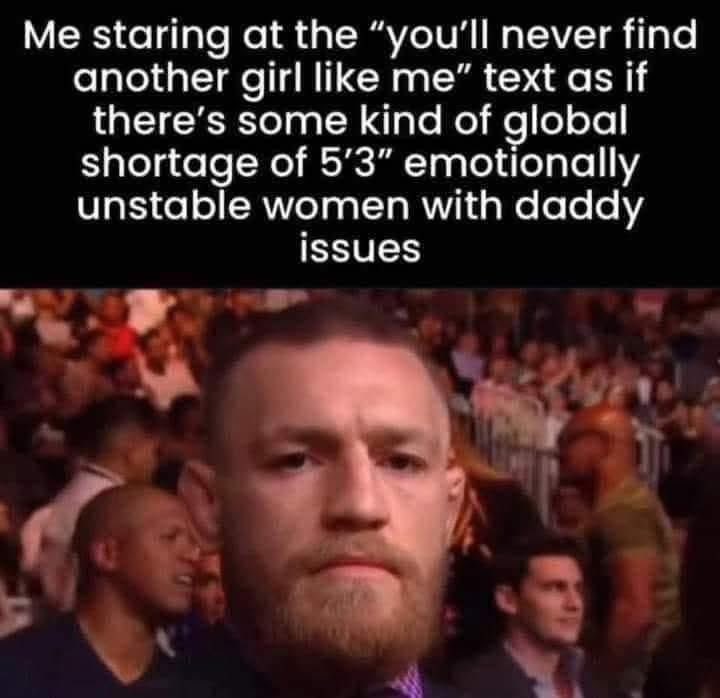 Me staring at the “you’ll never find
another girl like me” text as if
there’s some kind of global
shortage of 5’3” emotionally
unstable women with daddy
issues